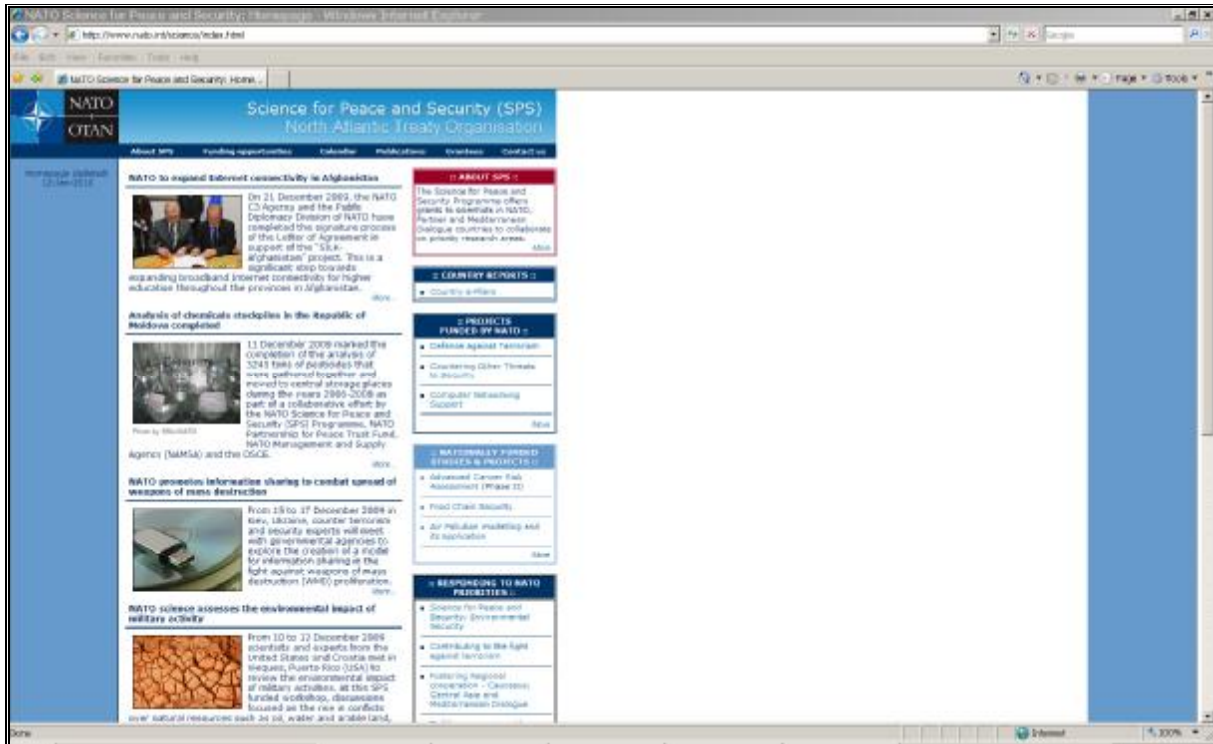 NATO Science for Peace and Security: Homepage - Windows Internet Explorer
http://www.nato.int/science/index.html
Google
File Edit View Favorites Tools Help
NATO Science for Peace and Security: Home...
Page Tools
NATO
OTAN
Science for Peace and Security (SPS)
North Atlantic Treaty Organisation
About SPS Funding opportunities Calendar Publications Grantees Contact us
Homepage updated:
NATO to expand Internet connectivity in Afghanistan
On 21 December 2009, the NATO
C3 Agency and the Public
Diplomacy Division of NATO have
completed the signature process
of the Letter of Agreement in
support of the "SILK-
Afghanistan" project. This is a
significant step towards
expanding broadband Internet connectivity for higher
education throughout the provinces in Afghanistan.
More...
Analysis of chemicals stockpiles in the Republic of
Moldova completed
11 December 2009 marked the
completion of the analysis of
3245 tons of pesticides that
were gathered together and
moved to central storage places
during the years 2006-2008 as
part of a collaborative effort by
the NATO Science for Peace and
Security (SPS) Programme, NATO
Partnership for Peace Trust Fund,
NATO Management and Supply
Agency (NAMSA) and the OSCE.
More...
NATO promotes information sharing to combat spread of
weapons of mass destruction
From 15 to 17 December 2009 in
Kiev, Ukraine, counter terrorism
and security experts will meet
with governmental agencies to
explore the creation of a model
for information sharing in the
fight against weapons of mass
destruction (WMD) proliferation.
More...
NATO science assesses the environmental impact of
military activity
From 10 to 12 December 2009
scientists and experts from the
United States and Croatia met in
Vieques, Puerto Rico (USA) to
review the environmental impact
of military activities. At this SPS
funded workshop, discussions
focused on the rise in conflicts
over natural resources such as oil, water and arable land,
:: ABOUT SPS ::
The Science for Peace and
Security Programme offers
grants to scientists in NATO,
Partner and Mediterranean
Dialogue countries to collaborate
on priority research areas.
More
:: COUNTRY REPORTS ::
Country e-Fliers
:: PROJECTS
FUNDED BY NATO ::
Defence Against Terrorism
Countering Other Threats
to Security
Computer Networking
Support
More
:: NATIONALLY FUNDED
STUDIES & PROJECTS ::
Advanced Cancer Risk
Assessment (Phase II)
Food Chain Security
Air Pollution Modelling and
its Application
More
:: RESPONDING TO NATO
PRIORITIES ::
Science for Peace and
Security: Environmental
Security
Contributing to the fight
against terrorism
Fostering Regional
cooperation - Caucasus,
Central Asia and
Mediterranean Dialogue
Done
Internet
100%